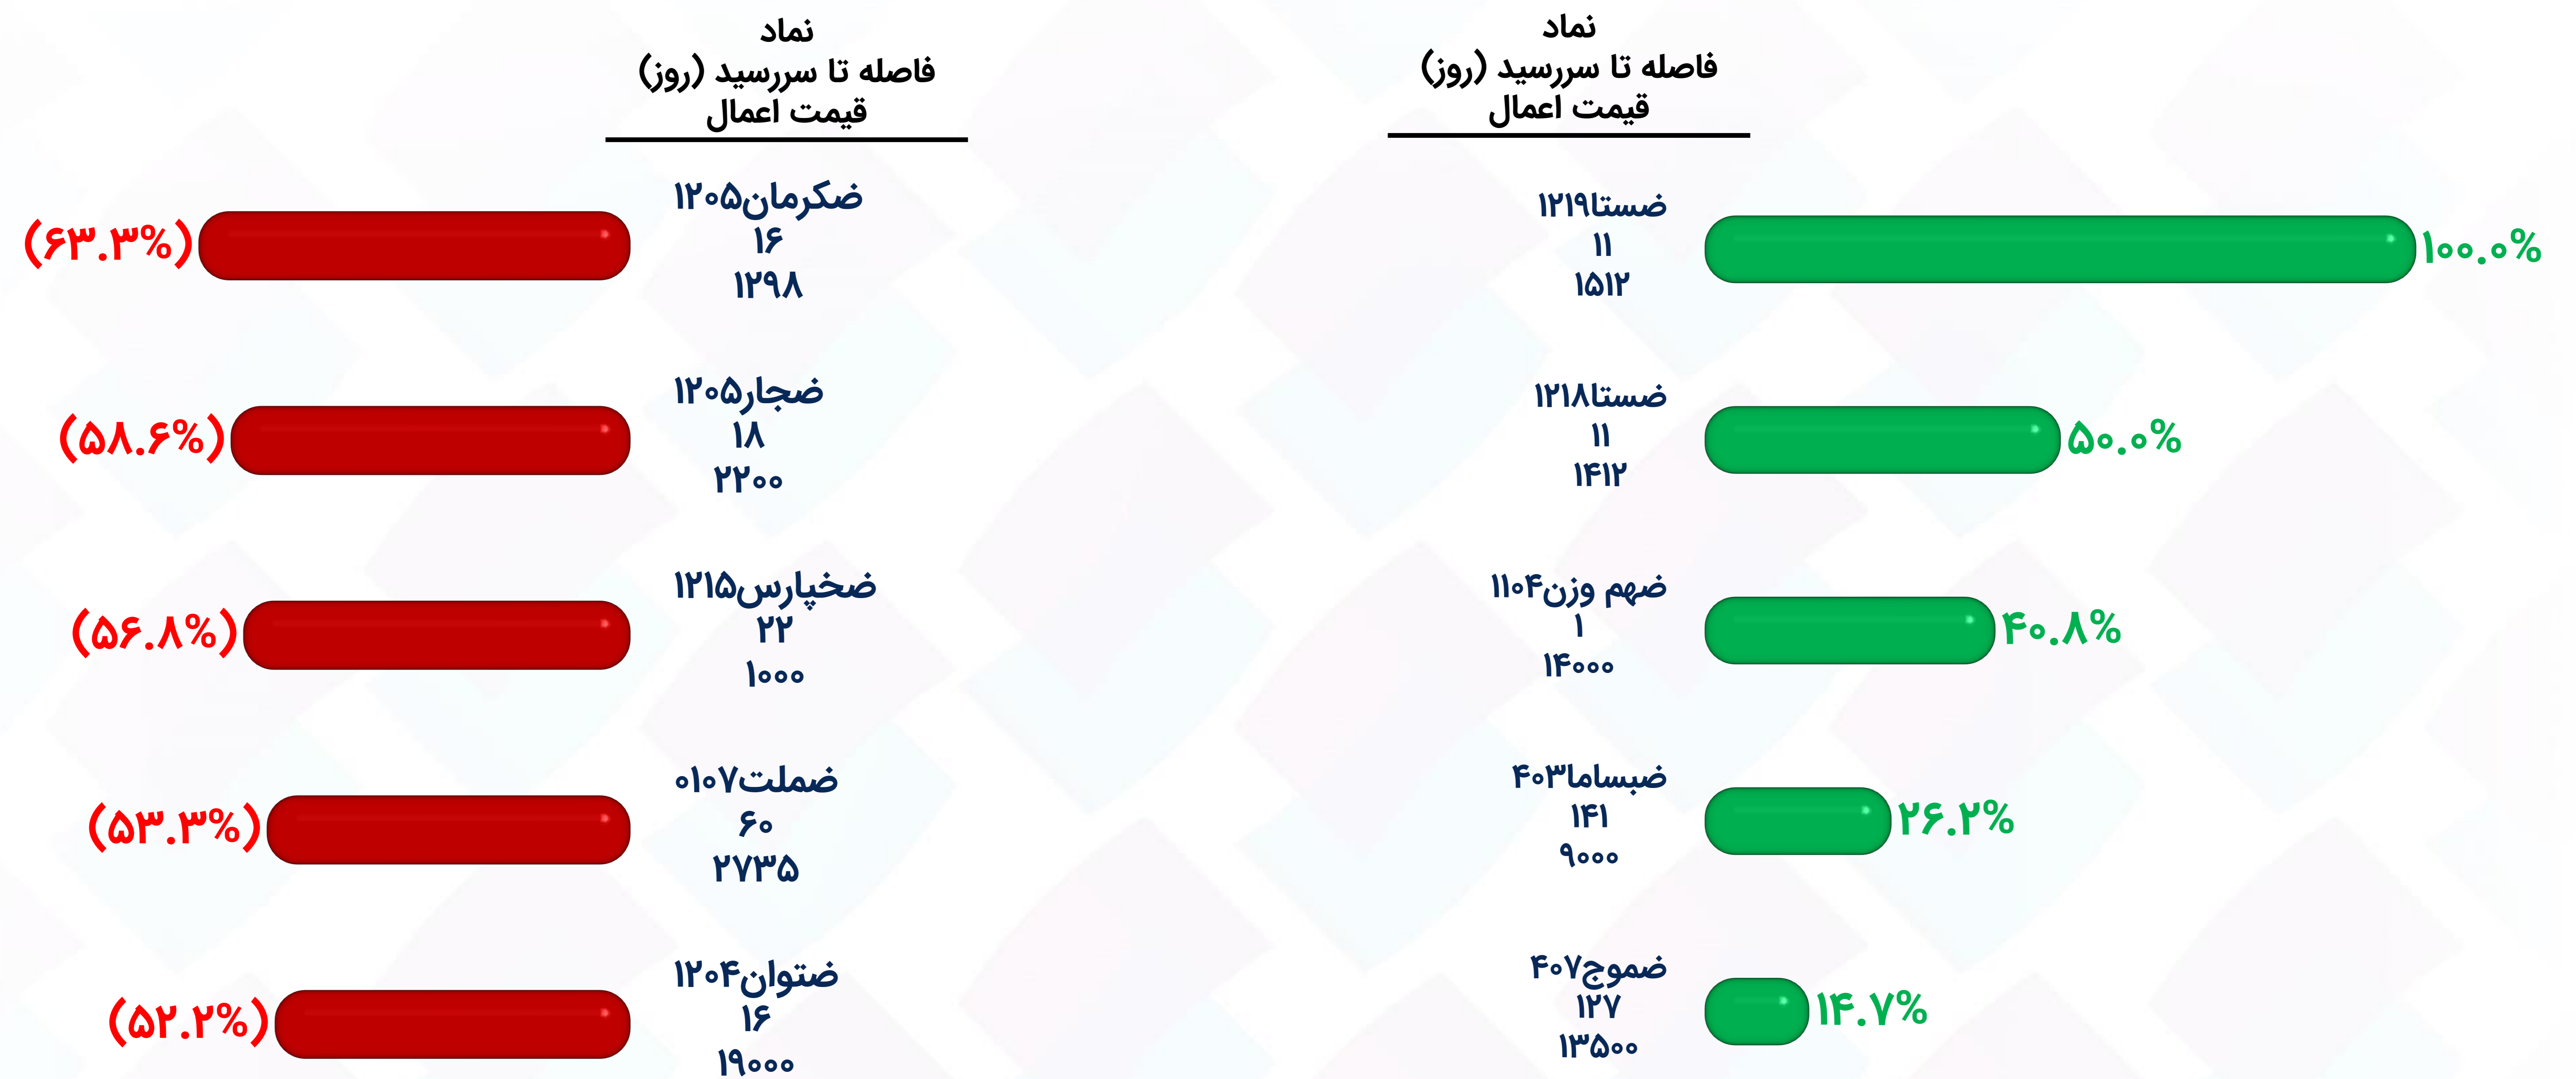 نماد
فاصله تا سررسید (روز)
قیمت اعمال
ضستا۱۲۱۹
۱۱
۱۵۱۲
۱۰۰.۰%
ضستا۱۲۱۸
۱۱
۱۴۱۲
۵۰.۰%
ضهم وزن۱۱۰۴
۱
۱۴۰۰۰
۴۰.۸%
ضبساما۴۰۳
۱۴۱
۹۰۰۰
۲۶.۲%
ضموج۴۰۷
۱۲۷
۱۳۵۰۰
۱۴.۷%
نماد
فاصله تا سررسید (روز)
قیمت اعمال
ضکرمان۱۲۰۵
۱۶
۱۲۹۸
(۶۳.۳%)
ضجار۱۲۰۵
۱۸
۲۲۰۰
(۵۸.۶%)
ضخپارس۱۲۱۵
۲۲
۱۰۰۰
(۵۶.۸%)
ضملت۰۱۰۷
۶۰
۲۷۳۵
(۵۳.۳%)
ضتوان۱۲۰۴
۱۶
۱۹۰۰۰
(۵۲.۲%)